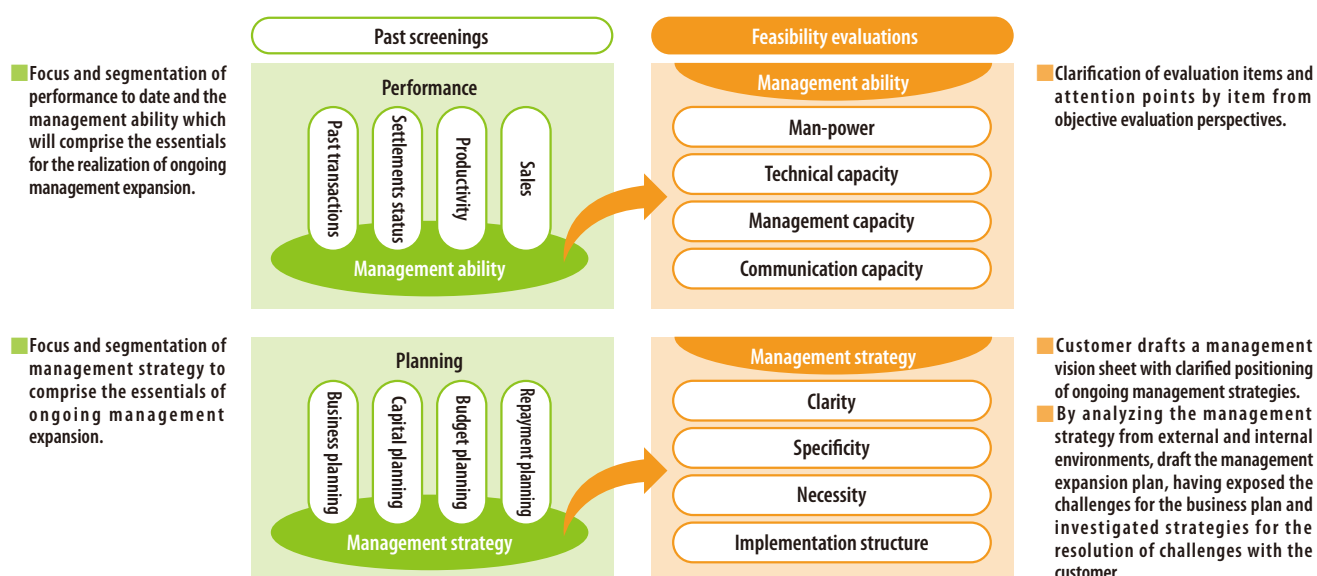 Past screenings
Feasibility evaluations
Focus and segmentation of
performance to date and the
management ability which
will comprise the essentials
for the realization of ongoing
management expansion.
Performance
Past transactions
Settlements status
Productivity
Sales
Management ability
Management ability
Man-power
Technical capacity
Management capacity
Communication capacity
Clarification of evaluation items and
attention points by item from
objective evaluation perspectives.
Focus and segmentation of
management strategy to
comprise the essentials of
ongoing management
expansion.
Planning
Business planning
Capital planning
Budget planning
Repayment planning
Management strategy
Management strategy
Clarity
Specificity
Necessity
Implementation structure
Customer drafts a management
vision sheet with clarified positioning
of ongoing management strategies.
By analyzing the management
strategy from external and internal
environments, draft the management
expansion plan, having exposed the
challenges for the business plan and
investigated strategies for the
resolution of challenges with the
customer.